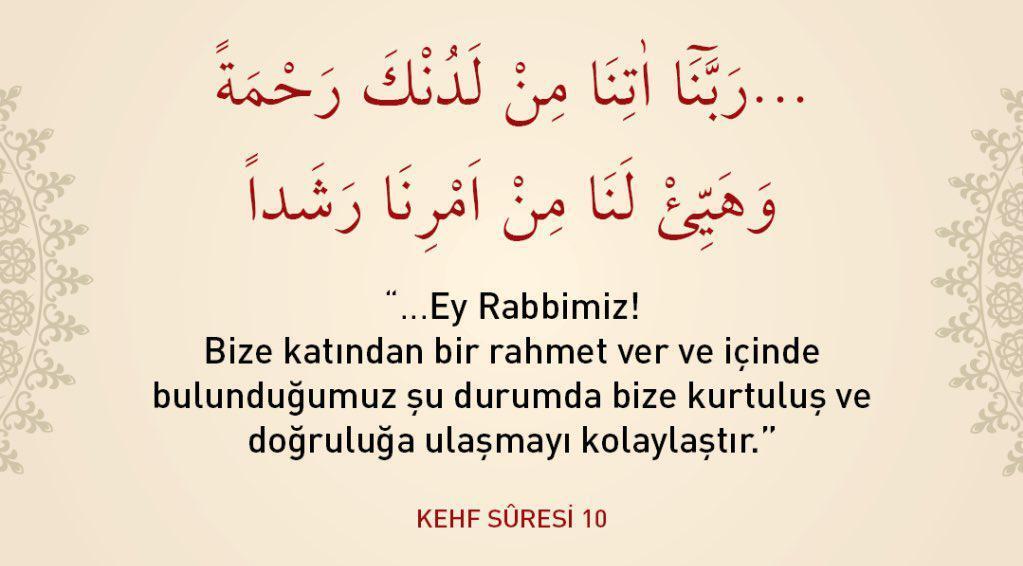 ...رَبَّنَٓا اٰتِنَا مِنْ لَدُنْكَ رَحْمَةً
وَهَيِّئْ لَنَا مِنْ اَمْرِنَا رَشَداً
“...Ey Rabbimiz!
Bize katından bir rahmet ver ve içinde
bulunduğumuz şu durumda bize kurtuluş ve
doğruluğa ulaşmayı kolaylaştır.”
KEHF SÛRESİ 10